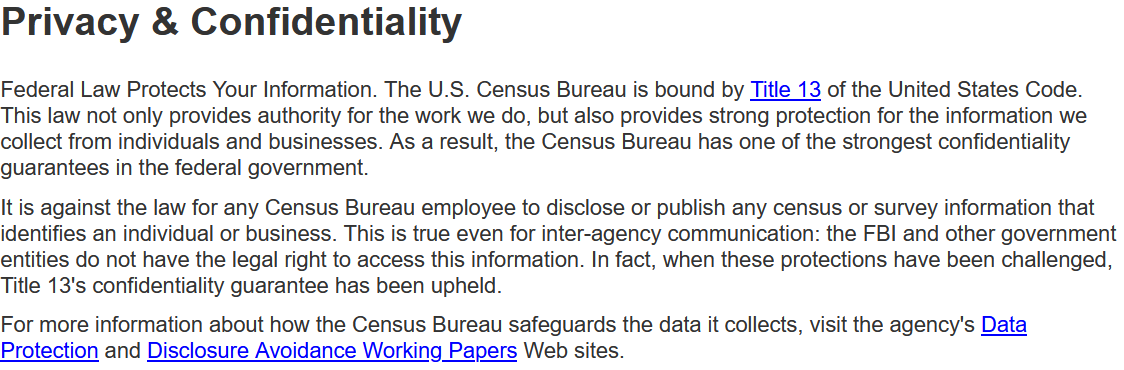 Privacy & Confidentiality
Federal Law Protects Your Information. The U.S. Census Bureau is bound by Title 13 of the United States Code.
This law not only provides authority for the work we do, but also provides strong protection for the information we
collect from individuals and businesses. As a result, the Census Bureau has one of the strongest confidentiality
guarantees in the federal government.
It is against the law for any Census Bureau employee to disclose or publish any census or survey information that
identifies an individual or business. This is true even for inter-agency communication: the FBI and other government
entities do not have the legal right to access this information. In fact, when these protections have been challenged,
Title 13's confidentiality guarantee has been upheld.
For more information about how the Census Bureau safeguards the data it collects, visit the agency's Data
Protection and Disclosure Avoidance Working Papers Web sites.